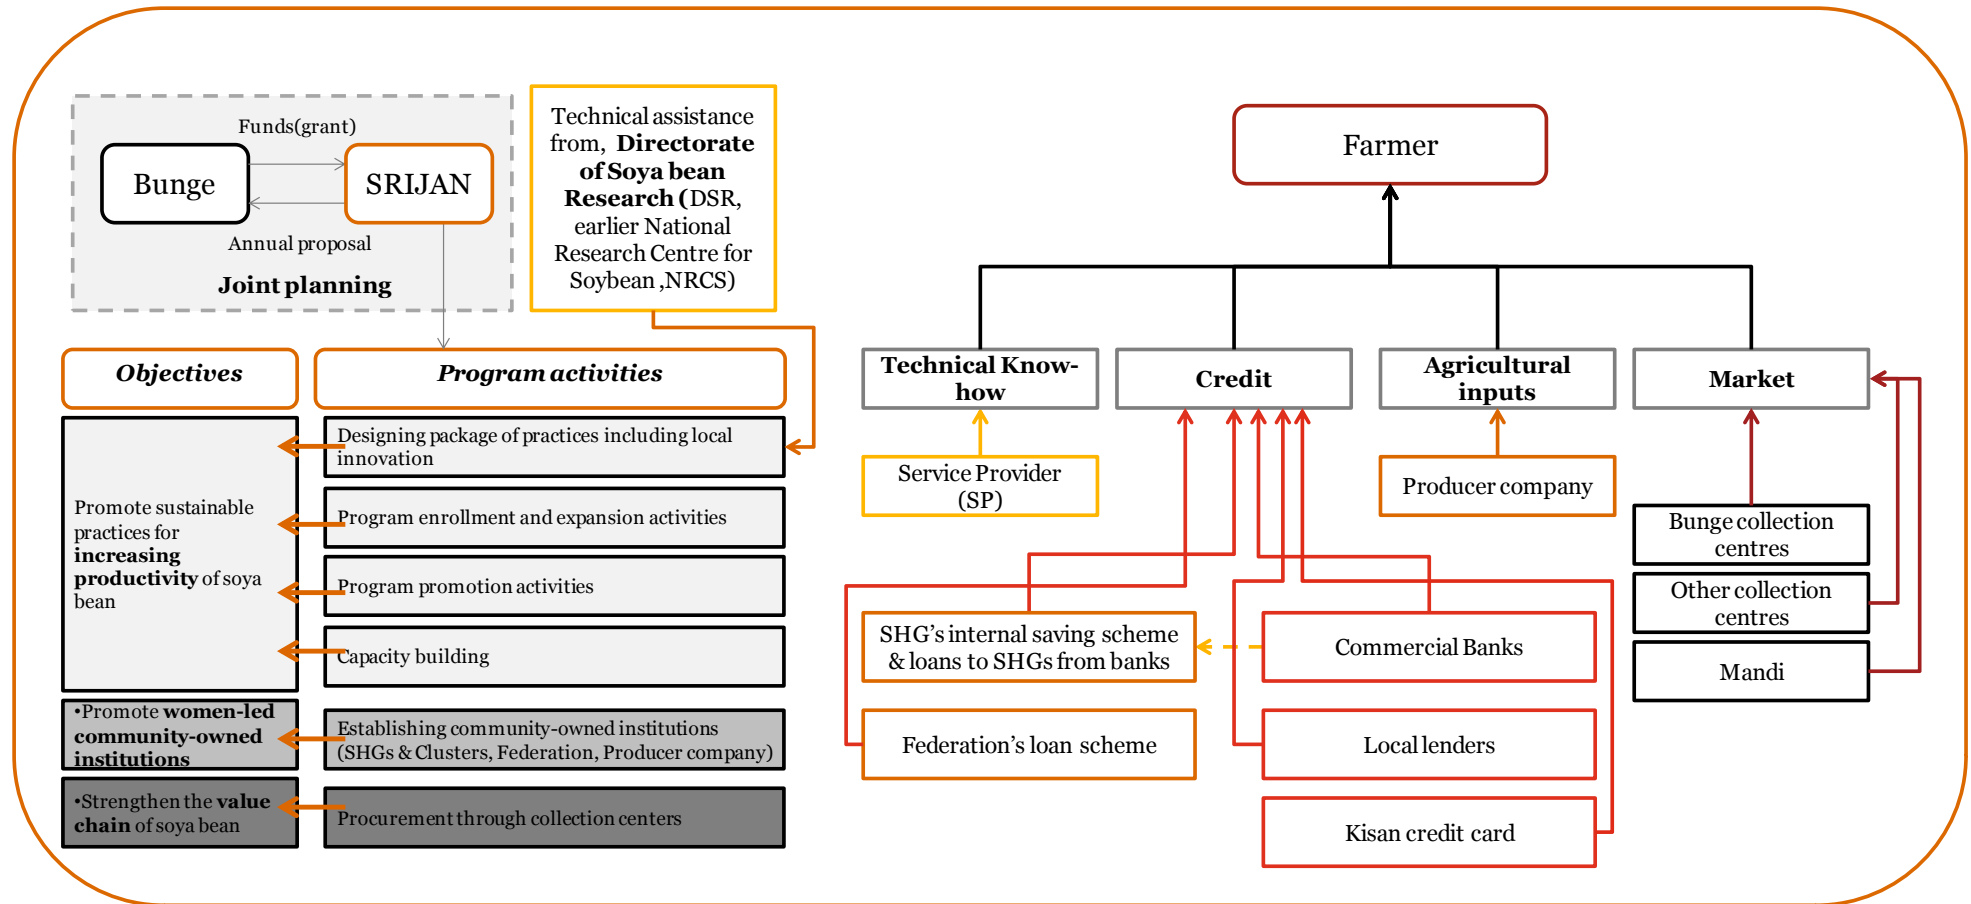 Funds(grant)
Bunge
SRIJAN
Annual proposal
Joint planning
Technical assistance
from, Directorate
of Soya bean
Research (DSR,
earlier National
Research Centre for
Soybean ,NRCS)
Objectives
Program activities
Promote sustainable
practices for
increasing
productivity of soya
bean
Designing package of practices including local
innovation
Program enrollment and expansion activities
Program promotion activities
Capacity building
•Promote women-led
community-owned
institutions
Establishing community-owned institutions
(SHGs & Clusters, Federation, Producer company)
•Strengthen the value
chain of soya bean
Procurement through collection centers
Farmer
Technical Know-
how
Credit
Agricultural
inputs
Market
Service Provider
(SP)
Producer company
Bunge collection
centres
Other collection
centres
Mandi
SHG’s internal saving scheme
& loans to SHGs from banks
Commercial Banks
Federation’s loan scheme
Local lenders
Kisan credit card